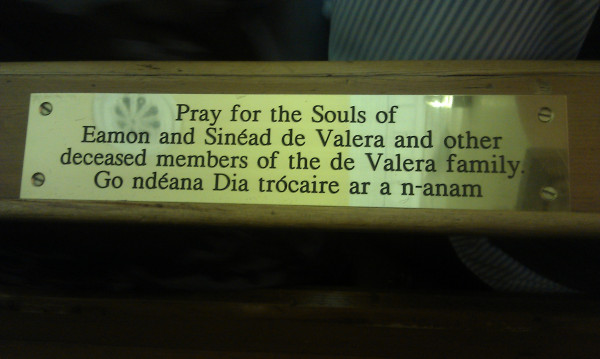 Pray for the Souls of
Eamon and Sinéad de Valera and other
deceased members of the de Valera family.
Go ndéana Dia trócaire ar a n-anam